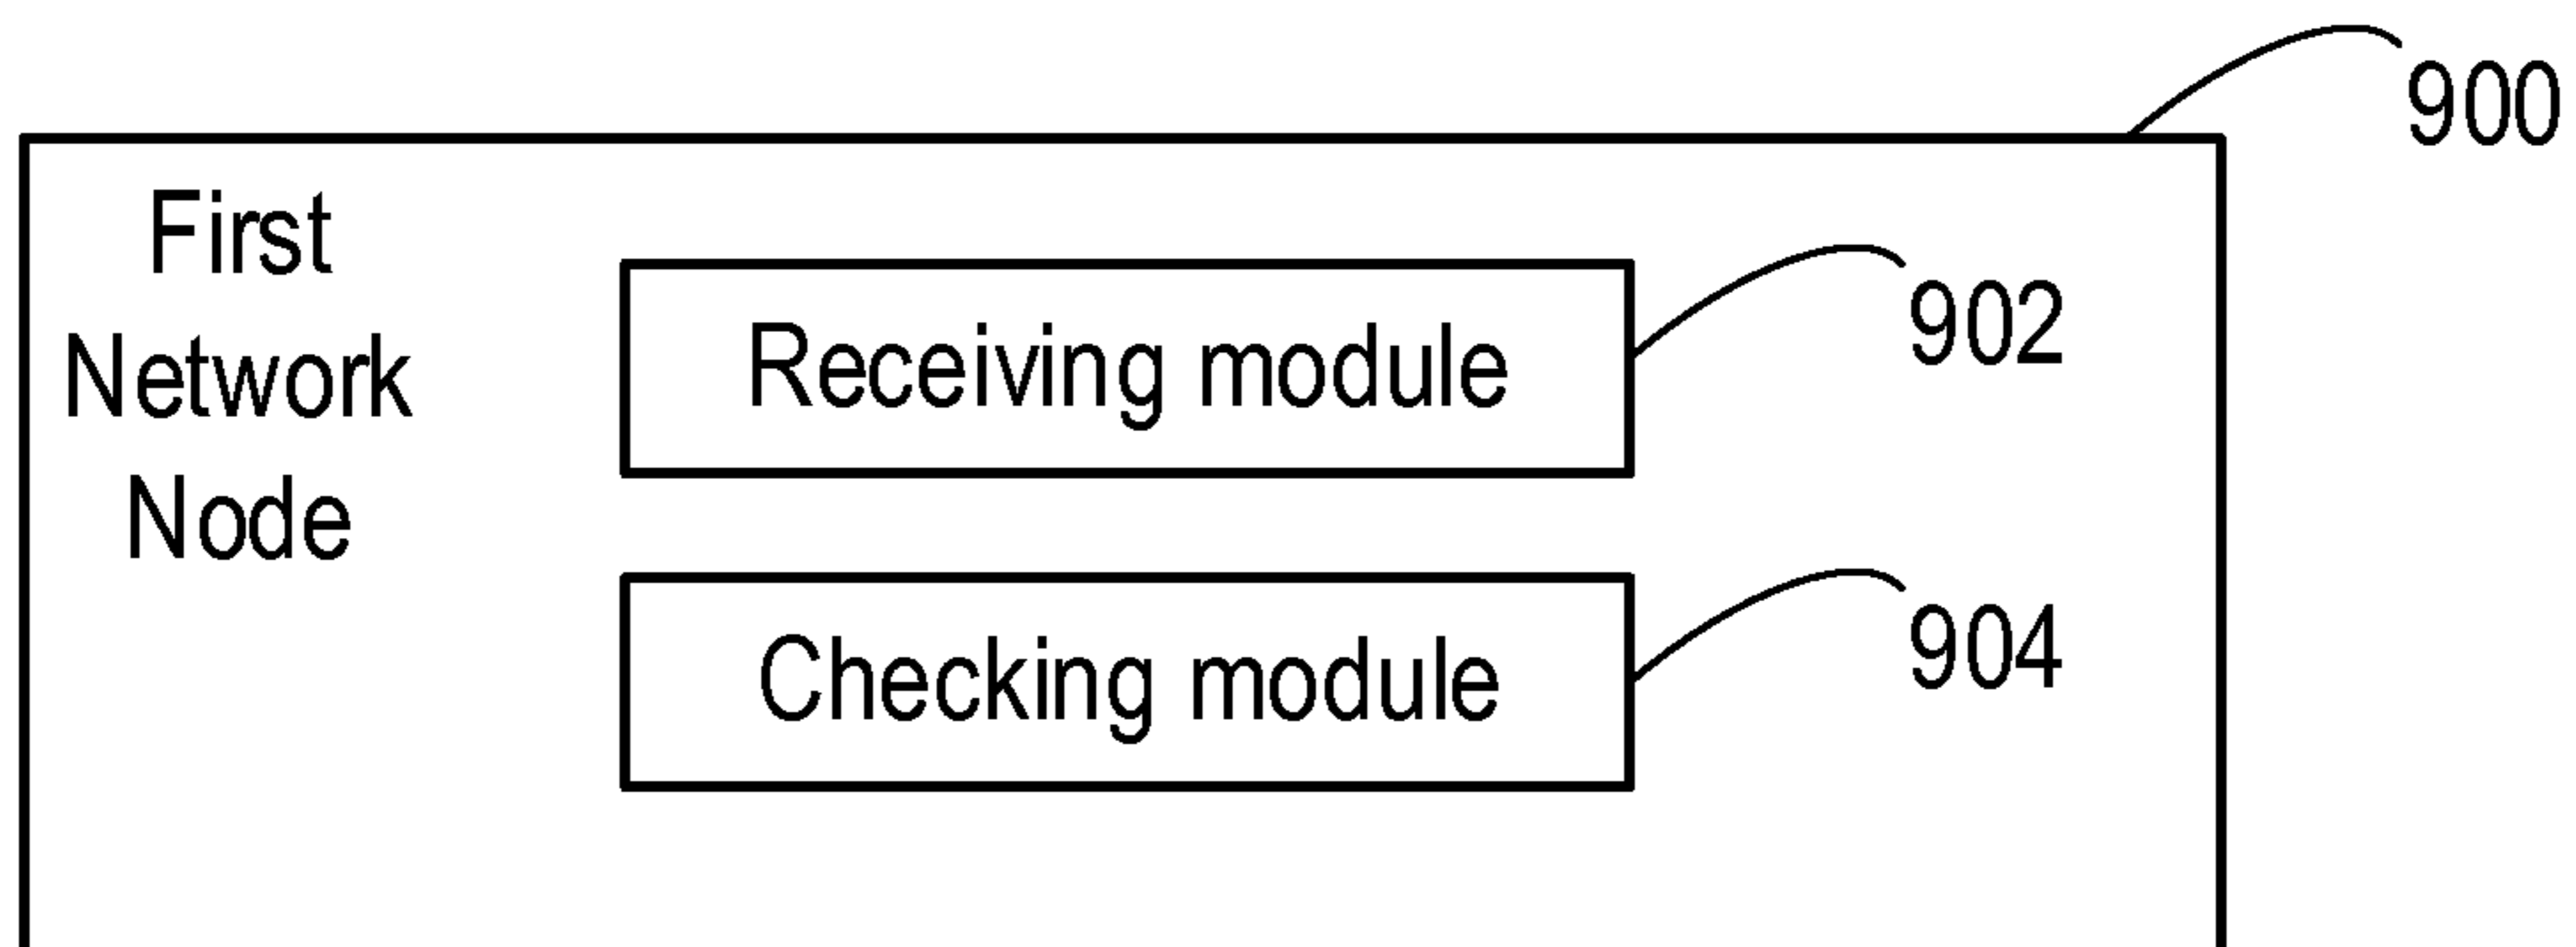 900
First
Network
Node
Receiving module
902
Checking module
904